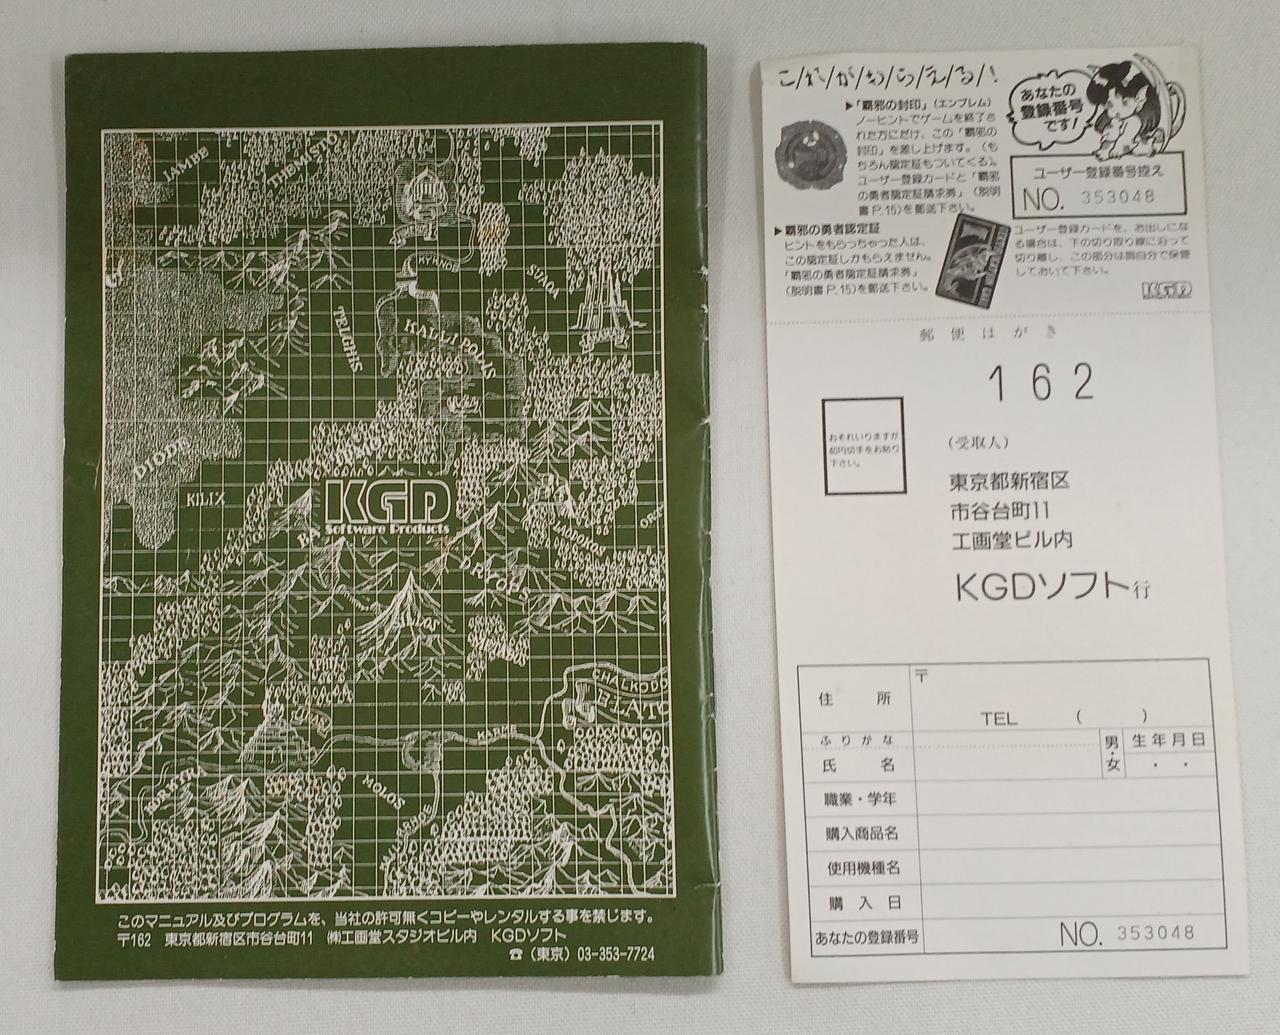 JAMBE
THERMISTO
HYTMOB
SUADA
TELGHIS
KALLIPOLIS
DIODE
KILIX
KGD
Software Products
LAODOKOS
DRYOPS
CHALKODO
ELATO
KARME
KORKYRA
MOLOS
このマニュアル及びプログラムを、当社の許可無くコピーやレンタルする事を禁じます。
〒162 東京都新宿区市谷台町11 ㈱工画堂スタジオビル内 KGDソフト
☎(東京)03-353-7724
これがもらえる!
▶「覇邪の封印」(エンブレム)
ノーヒントでゲームを終了さ
れた方にだけ、この「覇邪の
封印」を差し上げます。(も
ちろん認定証もついてくる)。
ユーザー登録カードと「覇邪
の勇者認定証請求券」(説明
書P.15)を郵送下さい。
▶覇邪の勇者認定証
ヒントをもらっちゃった人は、
この認定証しかもらえません。
「覇邪の勇者認定証請求券」
(説明書P.15)を郵送下さい。
あなたの
登録番号
です!
ユーザー登録番号控え
NO. 353048
ユーザー登録カードを、お出しにな
る場合は、下の切り取り線に沿って
切り離し、この部分は御自分で保管
しておいて下さい。
KGD
郵便はがき
162
おそれいりますが
40円切手をお貼り
下さい。
(受取人)
東京都新宿区
市谷台町11
工画堂ビル内
KGDソフト行
住所
〒
TEL ( )
ふりがな
氏名
男・女
生年月日
・ ・
職業・学年
購入商品名
使用機種名
購入日
あなたの登録番号
NO. 353048